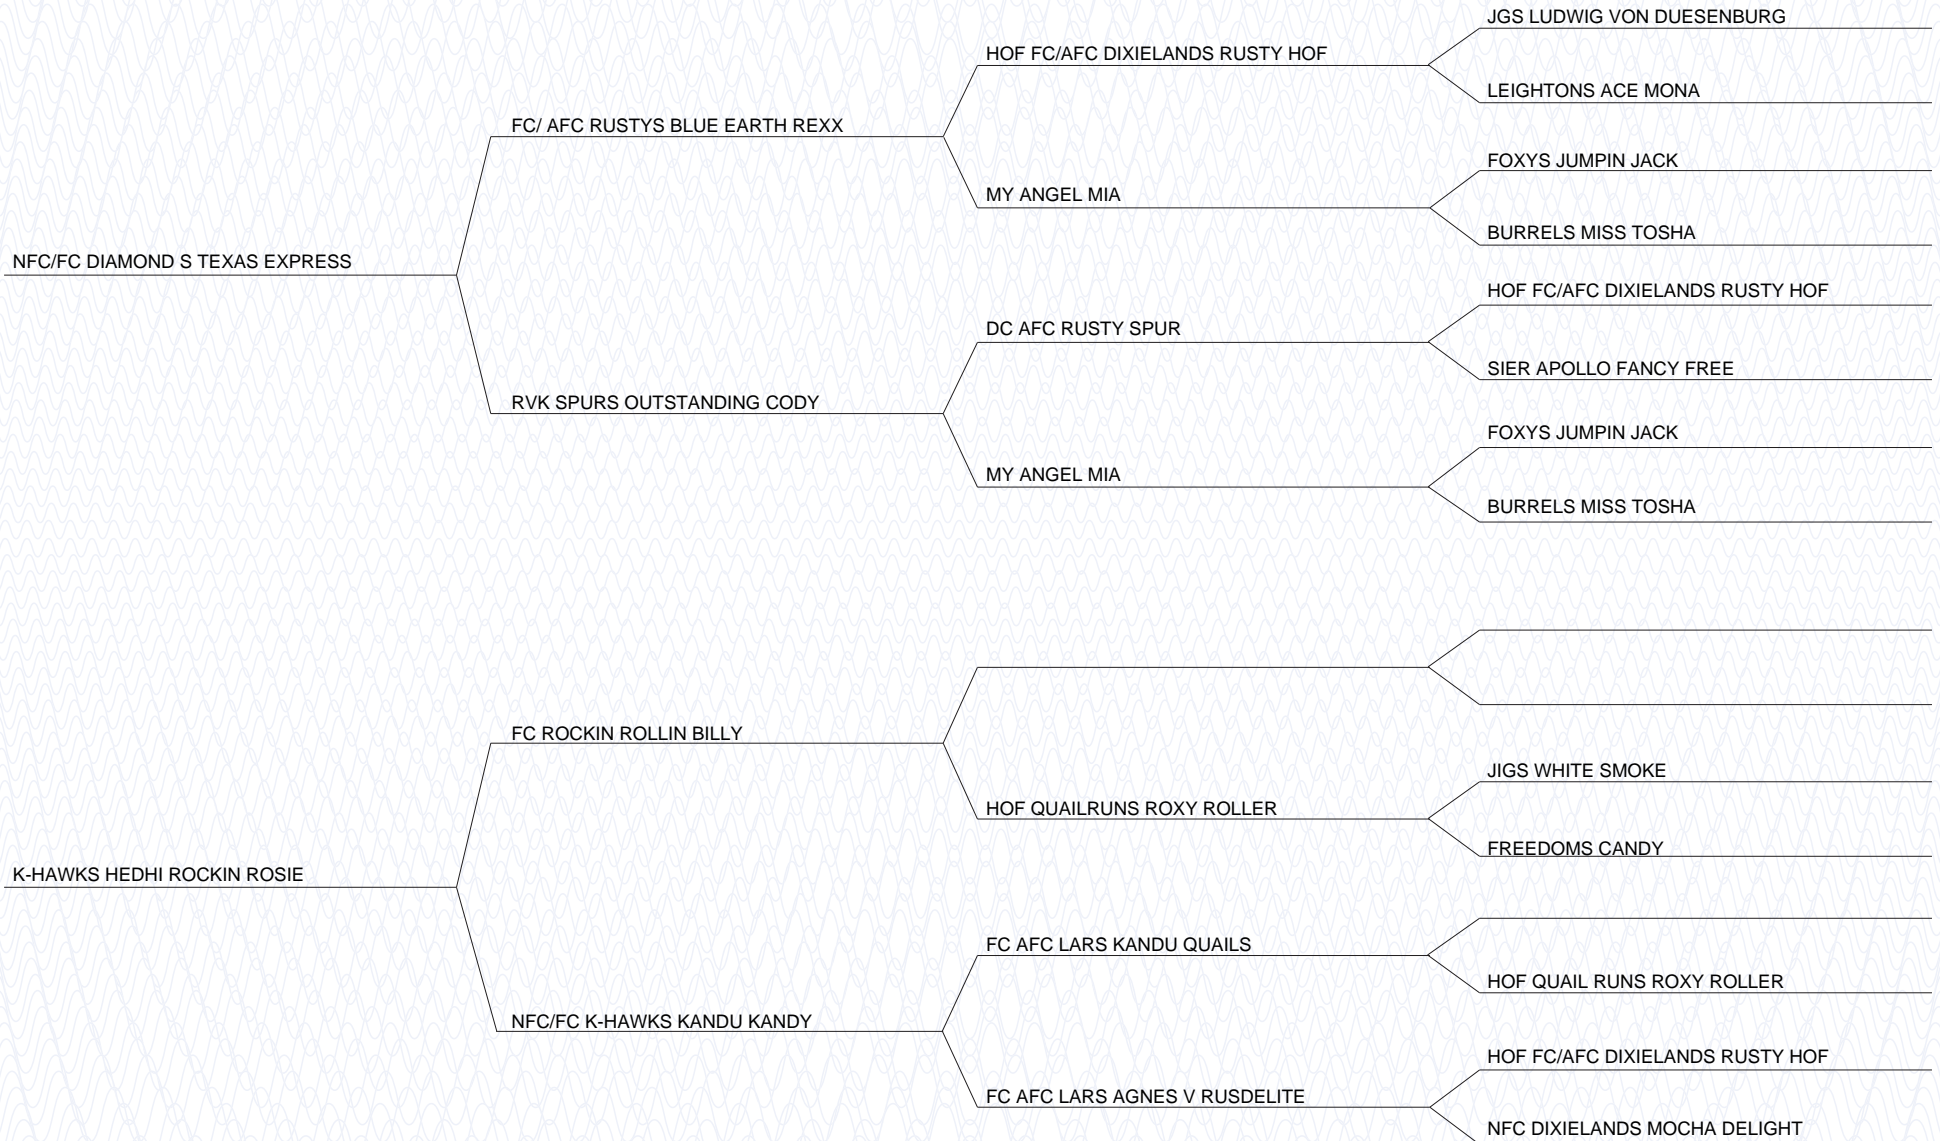 JGS LUDWIG VON DUESENBURG
HOF FC/AFC DIXIELANDS RUSTY HOF
LEIGHTONS ACE MONA
FC/ AFC RUSTYS BLUE EARTH REXX
FOXYS JUMPIN JACK
MY ANGEL MIA
BURRELS MISS TOSHA
NFC/FC DIAMOND S TEXAS EXPRESS
HOF FC/AFC DIXIELANDS RUSTY HOF
DC AFC RUSTY SPUR
SIER APOLLO FANCY FREE
RVK SPURS OUTSTANDING CODY
FOXYS JUMPIN JACK
MY ANGEL MIA
BURRELS MISS TOSHA
FC ROCKIN ROLLIN BILLY
JIGS WHITE SMOKE
HOF QUAILRUNS ROXY ROLLER
FREEDOMS CANDY
K-HAWKS HEDHI ROCKIN ROSIE
FC AFC LARS KANDU QUAILS
HOF QUAIL RUNS ROXY ROLLER
NFC/FC K-HAWKS KANDU KANDY
HOF FC/AFC DIXIELANDS RUSTY HOF
FC AFC LARS AGNES V RUSDELITE
NFC DIXIELANDS MOCHA DELIGHT